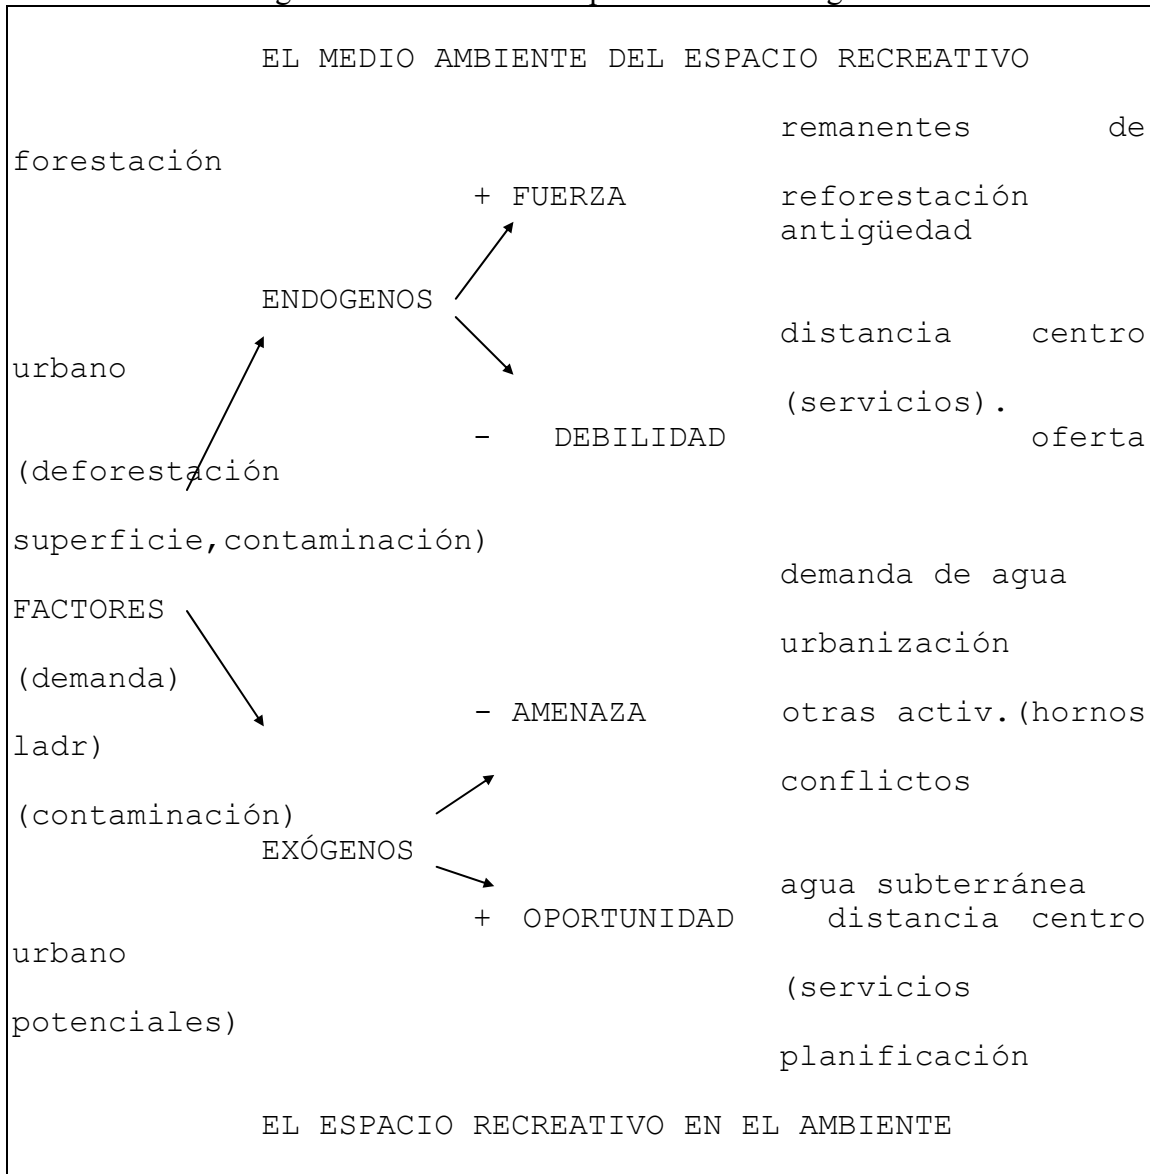 EL MEDIO AMBIENTE DEL ESPACIO RECREATIVO
remanentes de
forestación
+ FUERZA reforestación
antigüedad
ENDOGENOS
distancia centro
urbano
(servicios).
- DEBILIDAD oferta
(deforestación
superficie,contaminación)
demanda de agua
FACTORES
urbanización
(demanda)
- AMENAZA otras activ.(hornos
ladr)
conflictos
(contaminación)
EXÓGENOS
agua subterránea
+ OPORTUNIDAD distancia centro
urbano
(servicios
potenciales)
planificación
EL ESPACIO RECREATIVO EN EL AMBIENTE